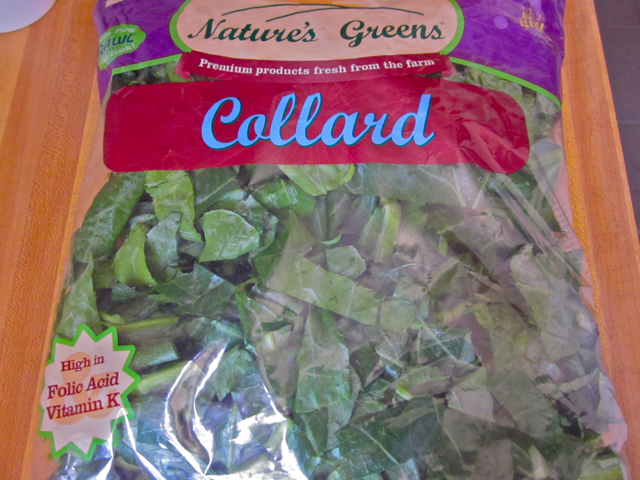 Nature's Greens
Premium products fresh from the farm
Collard
High in
Folic Acid
Vitamin K